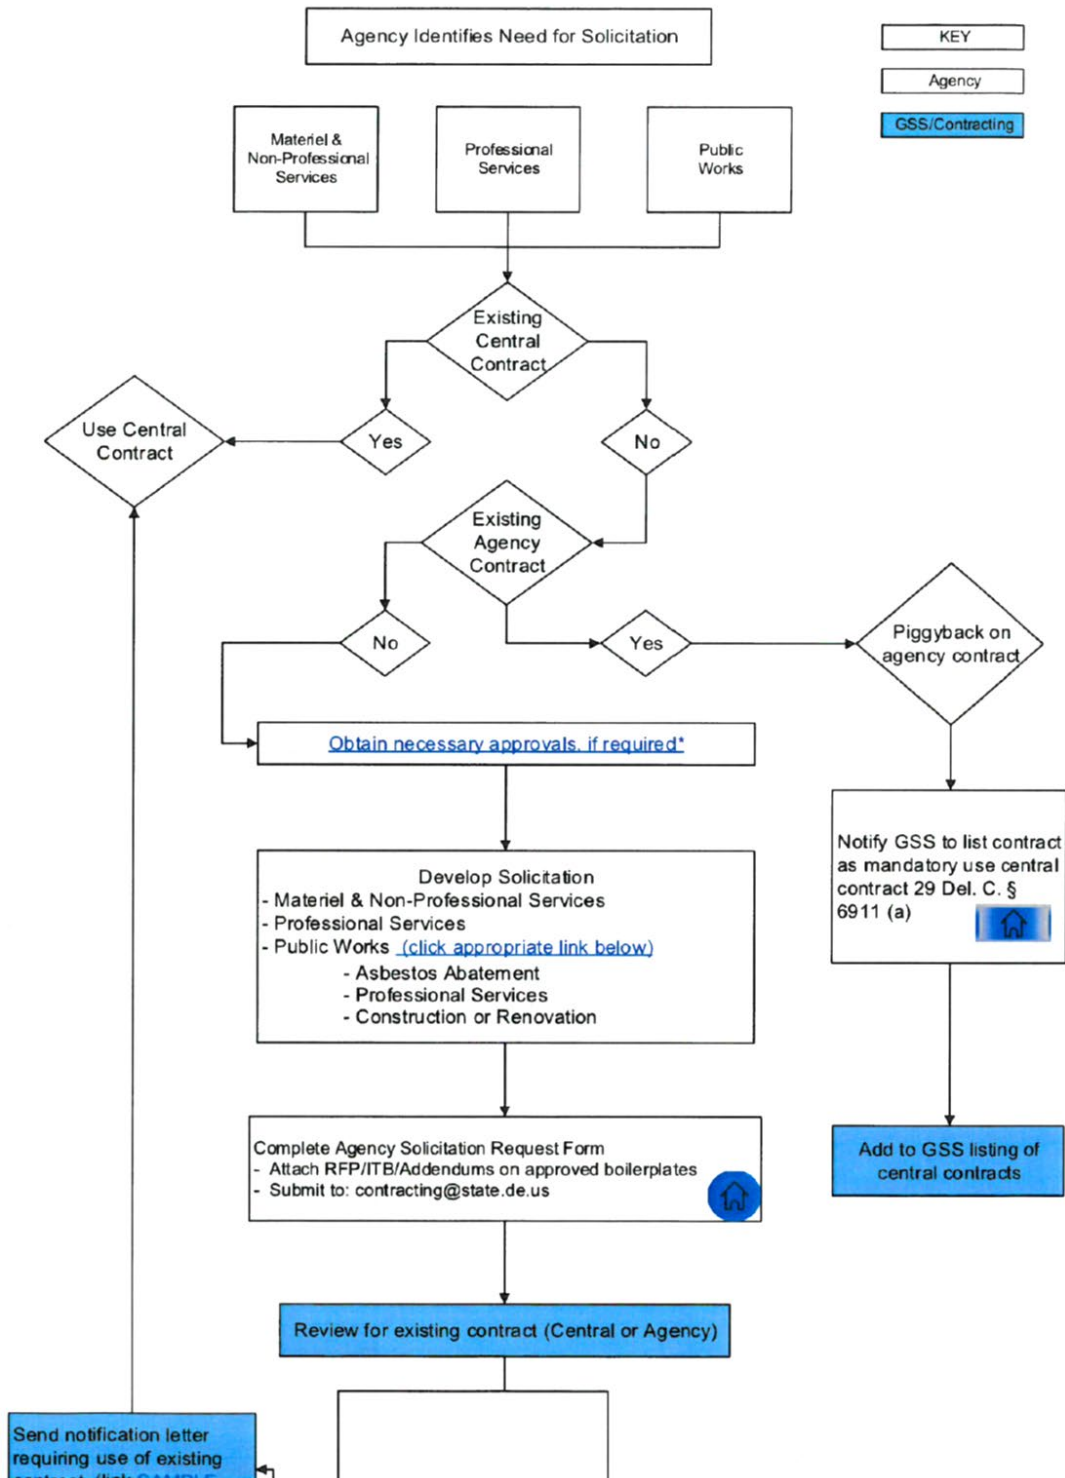 Agency Identifies Need for Solicitation
KEY
Agency
GSS/Contracting
Materiel &
Non-Professional
Services
Professional
Services
Public
Works
Existing
Central
Contract
Use Central
Contract
Yes
No
Existing
Agency
Contract
No
Yes
Piggyback on
agency contract
Obtain necessary approvals, if required*
Notify GSS to list contract
as mandatory use central
contract 29 Del. C. §
6911 (a)
Develop Solicitation
- Materiel & Non-Professional Services
- Professional Services
- Public Works (click appropriate link below)
- Asbestos Abatement
- Professional Services
- Construction or Renovation
Complete Agency Solicitation Request Form
- Attach RFP/ITB/Addendums on approved boilerplates
- Submit to: contracting@state.de.us
Add to GSS listing of
central contracts
Review for existing contract (Central or Agency)
Send notification letter
requiring use of existing